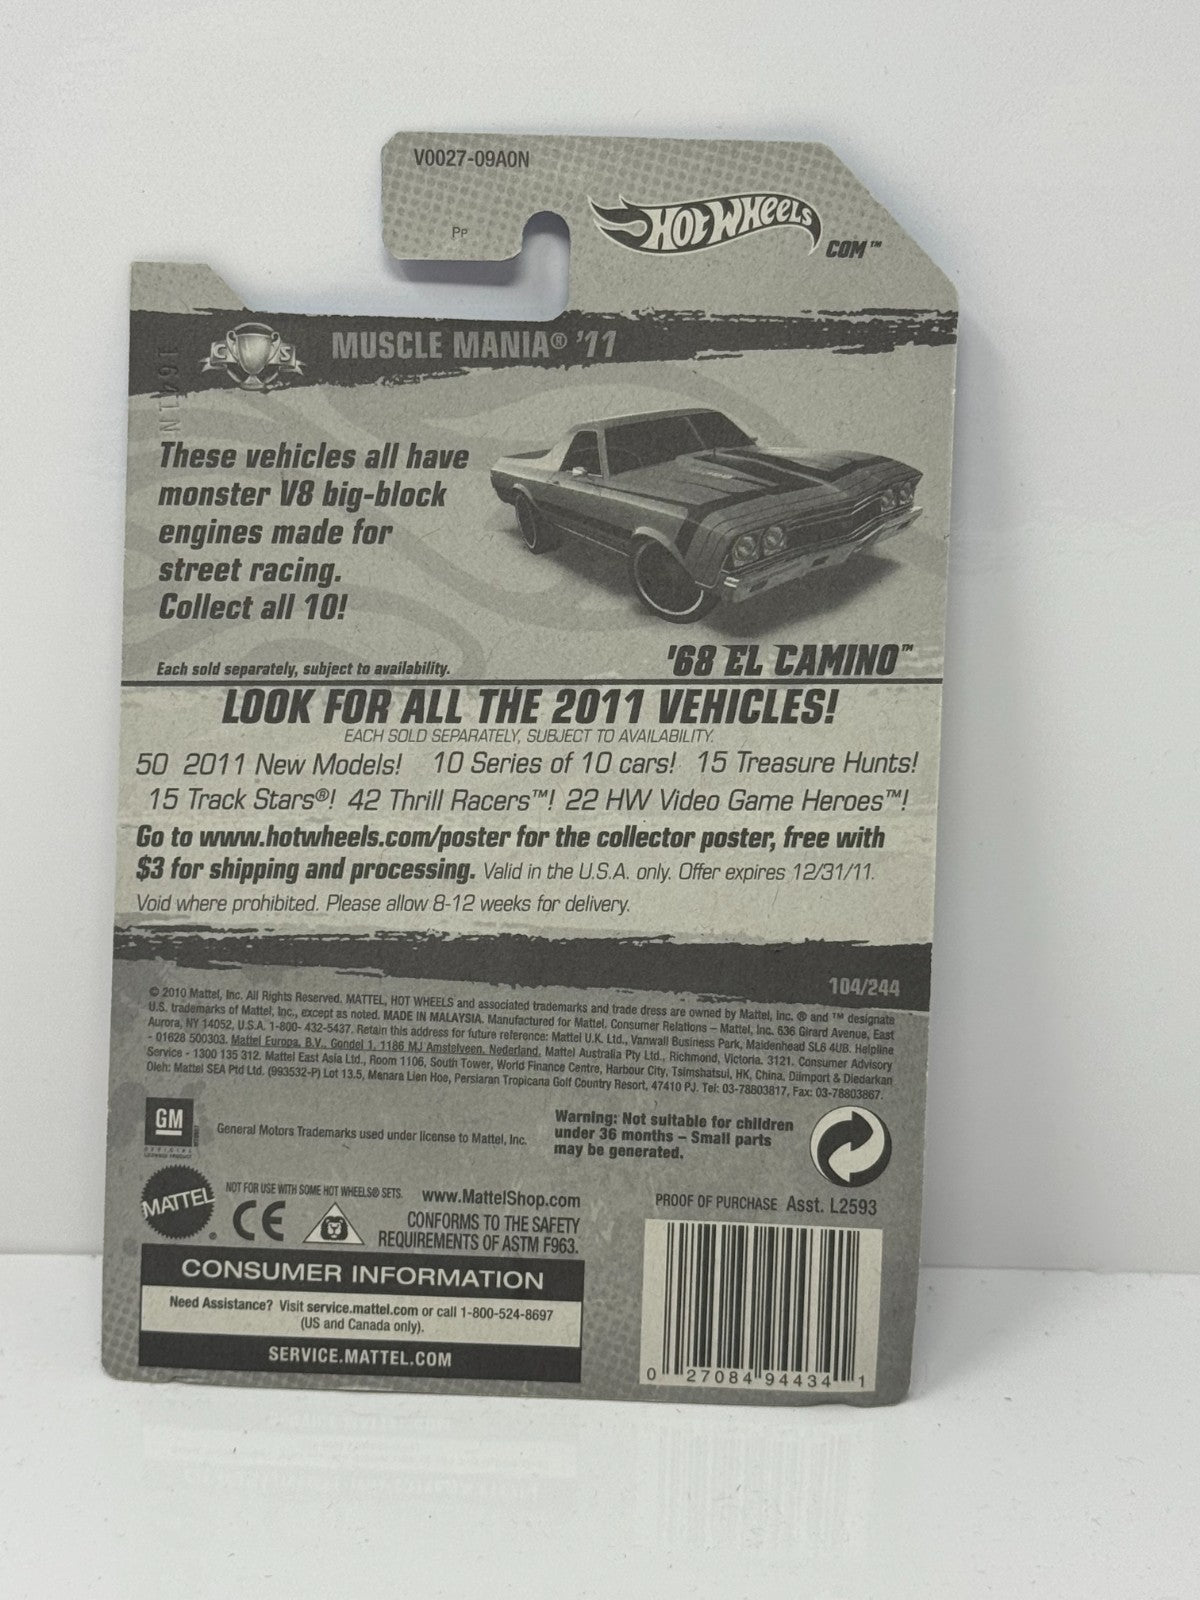 V0027-09A0N
Pp
HOT WHEELS
COM™
MUSCLE MANIA® '11
C S
1641N
These vehicles all have
monster V8 big-block
engines made for
street racing.
Collect all 10!
Each sold separately, subject to availability.
'68 EL CAMINO™
LOOK FOR ALL THE 2011 VEHICLES!
EACH SOLD SEPARATELY, SUBJECT TO AVAILABILITY.
50 2011 New Models! 10 Series of 10 cars! 15 Treasure Hunts!
15 Track Stars®! 42 Thrill Racers™! 22 HW Video Game Heroes™!
Go to www.hotwheels.com/poster for the collector poster, free with
$3 for shipping and processing. Valid in the U.S.A. only. Offer expires 12/31/11.
Void where prohibited. Please allow 8-12 weeks for delivery.
104/244
© 2010 Mattel, Inc. All Rights Reserved. MATTEL, HOT WHEELS and associated trademarks and trade dress are owned by Mattel, Inc. ® and ™ designate
U.S. trademarks of Mattel, Inc., except as noted. MADE IN MALAYSIA. Manufactured for Mattel. Consumer Relations – Mattel, Inc. 636 Girard Avenue, East
Aurora, NY 14052, U.S.A. 1-800- 432-5437. Retain this address for future reference: Mattel U.K. Ltd., Vanwall Business Park, Maidenhead SL6 4UB. Helpline
- 01628 500303. Mattel Europa, B.V., Gondel 1, 1186 MJ Amstelveen, Nederland. Mattel Australia Pty Ltd., Richmond, Victoria. 3121. Consumer Advisory
Service - 1300 135 312. Mattel East Asia Ltd., Room 1106, South Tower, World Finance Centre, Harbour City, Tsimshatsui, HK, China. Diimport & Diedarkan
Oleh: Mattel SEA Ptd Ltd. (993532-P) Lot 13.5, Menara Lien Hoe, Persiaran Tropicana Golf Country Resort, 47410 PJ. Tel: 03-78803817, Fax: 03-78803867.
GM
OFFICIAL
LICENSED PRODUCT
General Motors Trademarks used under license to Mattel, Inc.
Warning: Not suitable for children
under 36 months – Small parts
may be generated.
MATTEL®
NOT FOR USE WITH SOME HOT WHEELS® SETS.
www.MattelShop.com
CE
CONFORMS TO THE SAFETY
REQUIREMENTS OF ASTM F963.
PROOF OF PURCHASE Asst. L2593
CONSUMER INFORMATION
Need Assistance? Visit service.mattel.com or call 1-800-524-8697
(US and Canada only).
SERVICE.MATTEL.COM
0 27084 94434 1